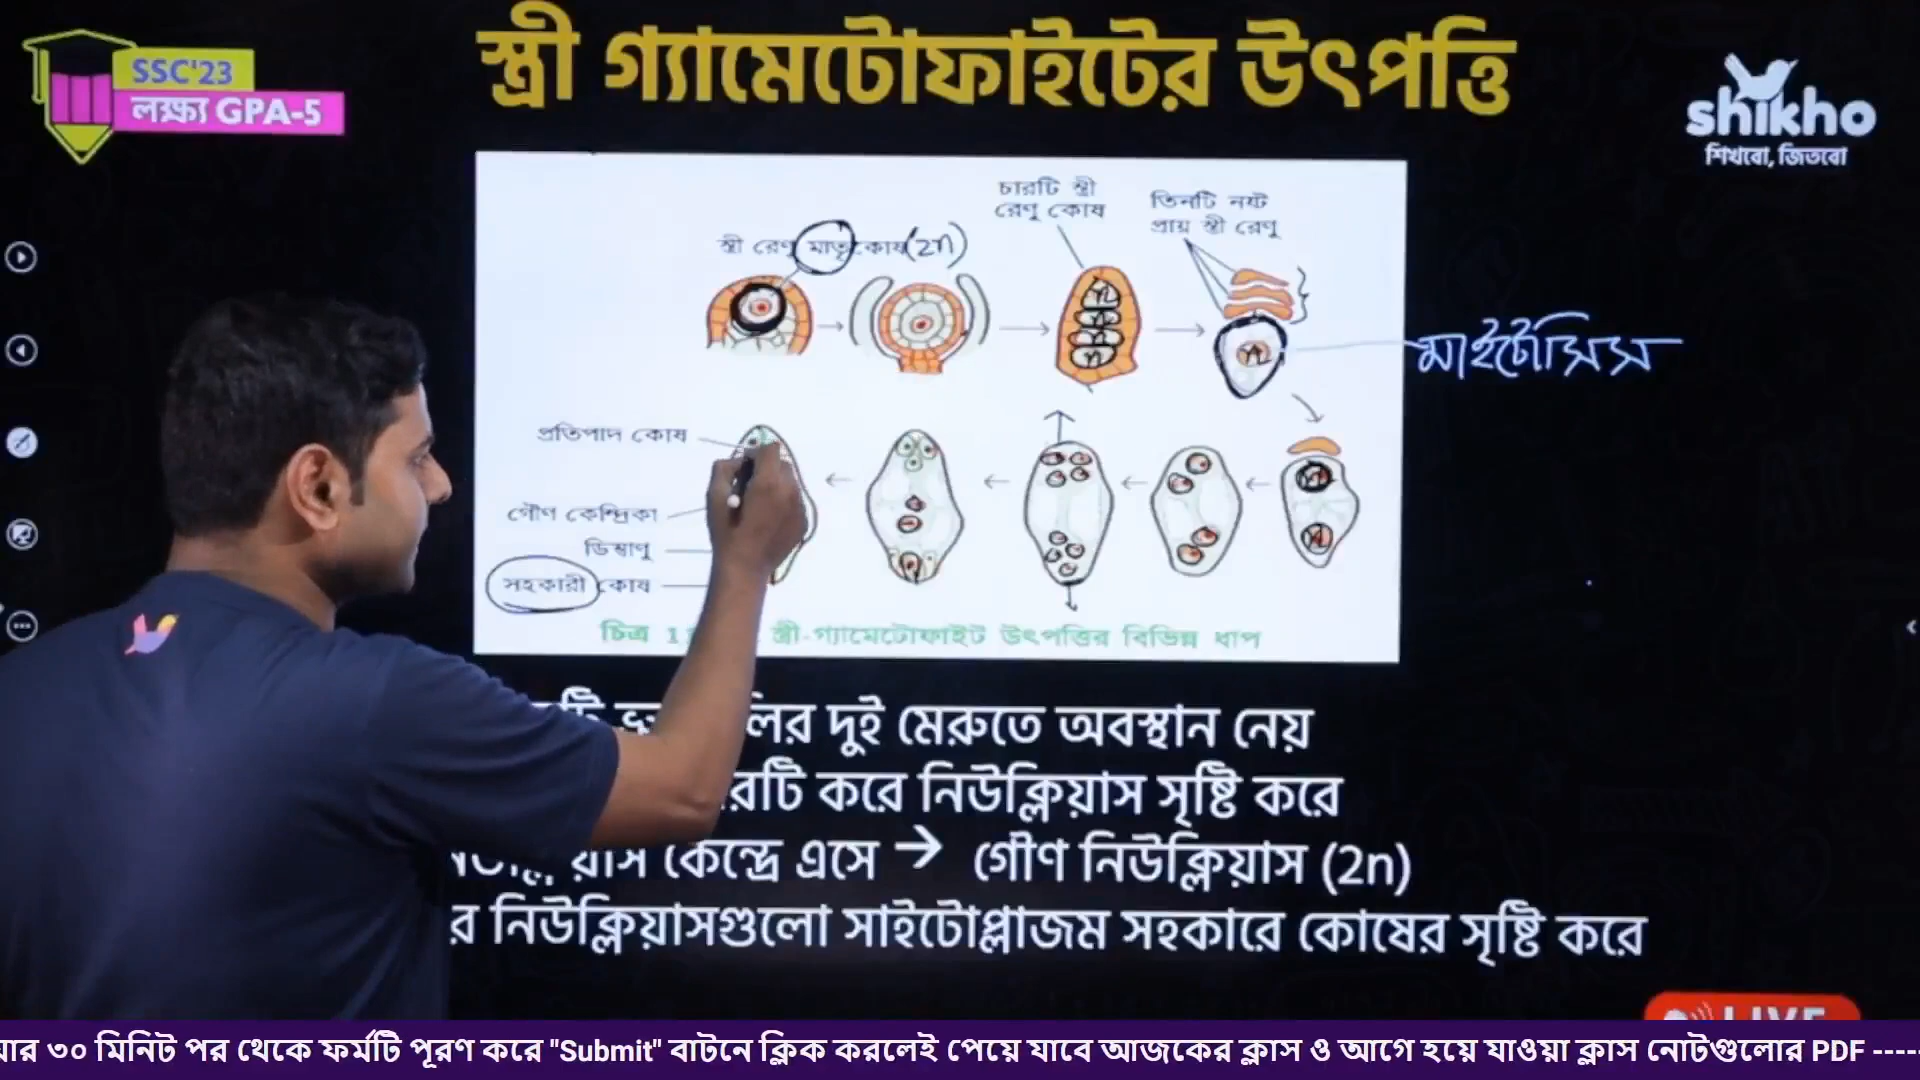 স্ত্রী গ্যামেটোফাইটের উৎপত্তি
SSC'23
লক্ষ্য GPA-5
shikho
শিখবো, জিতবো
চারটি স্ত্রী
রেণু কোষ
তিনটি নষ্ট
প্রায় স্ত্রী রেণু
স্ত্রী রেণু মাতৃকোষ (2n)
মাইটোসিস
প্রতিপাদ কোষ
গৌণ কেন্দ্রিকা
ডিম্বাণু
সহকারী কোষ
চিত্র স্ত্রী-গ্যামেটোফাইট উৎপত্তির বিভিন্ন ধাপ
দুই মেরুতে অবস্থান নেয়
করে নিউক্লিয়াস সৃষ্টি করে
কেন্দ্রে এসে → গৌণ নিউক্লিয়াস (2n)
নিউক্লিয়াসগুলো সাইটোপ্লাজম সহকারে কোষের সৃষ্টি করে
LIVE
৩০ মিনিট পর থেকে ফর্মটি পূরণ করে "Submit" বাটনে ক্লিক করলেই পেয়ে যাবে আজকের ক্লাস ও আগে হয়ে যাওয়া ক্লাস নোটগুলোর PDF -----